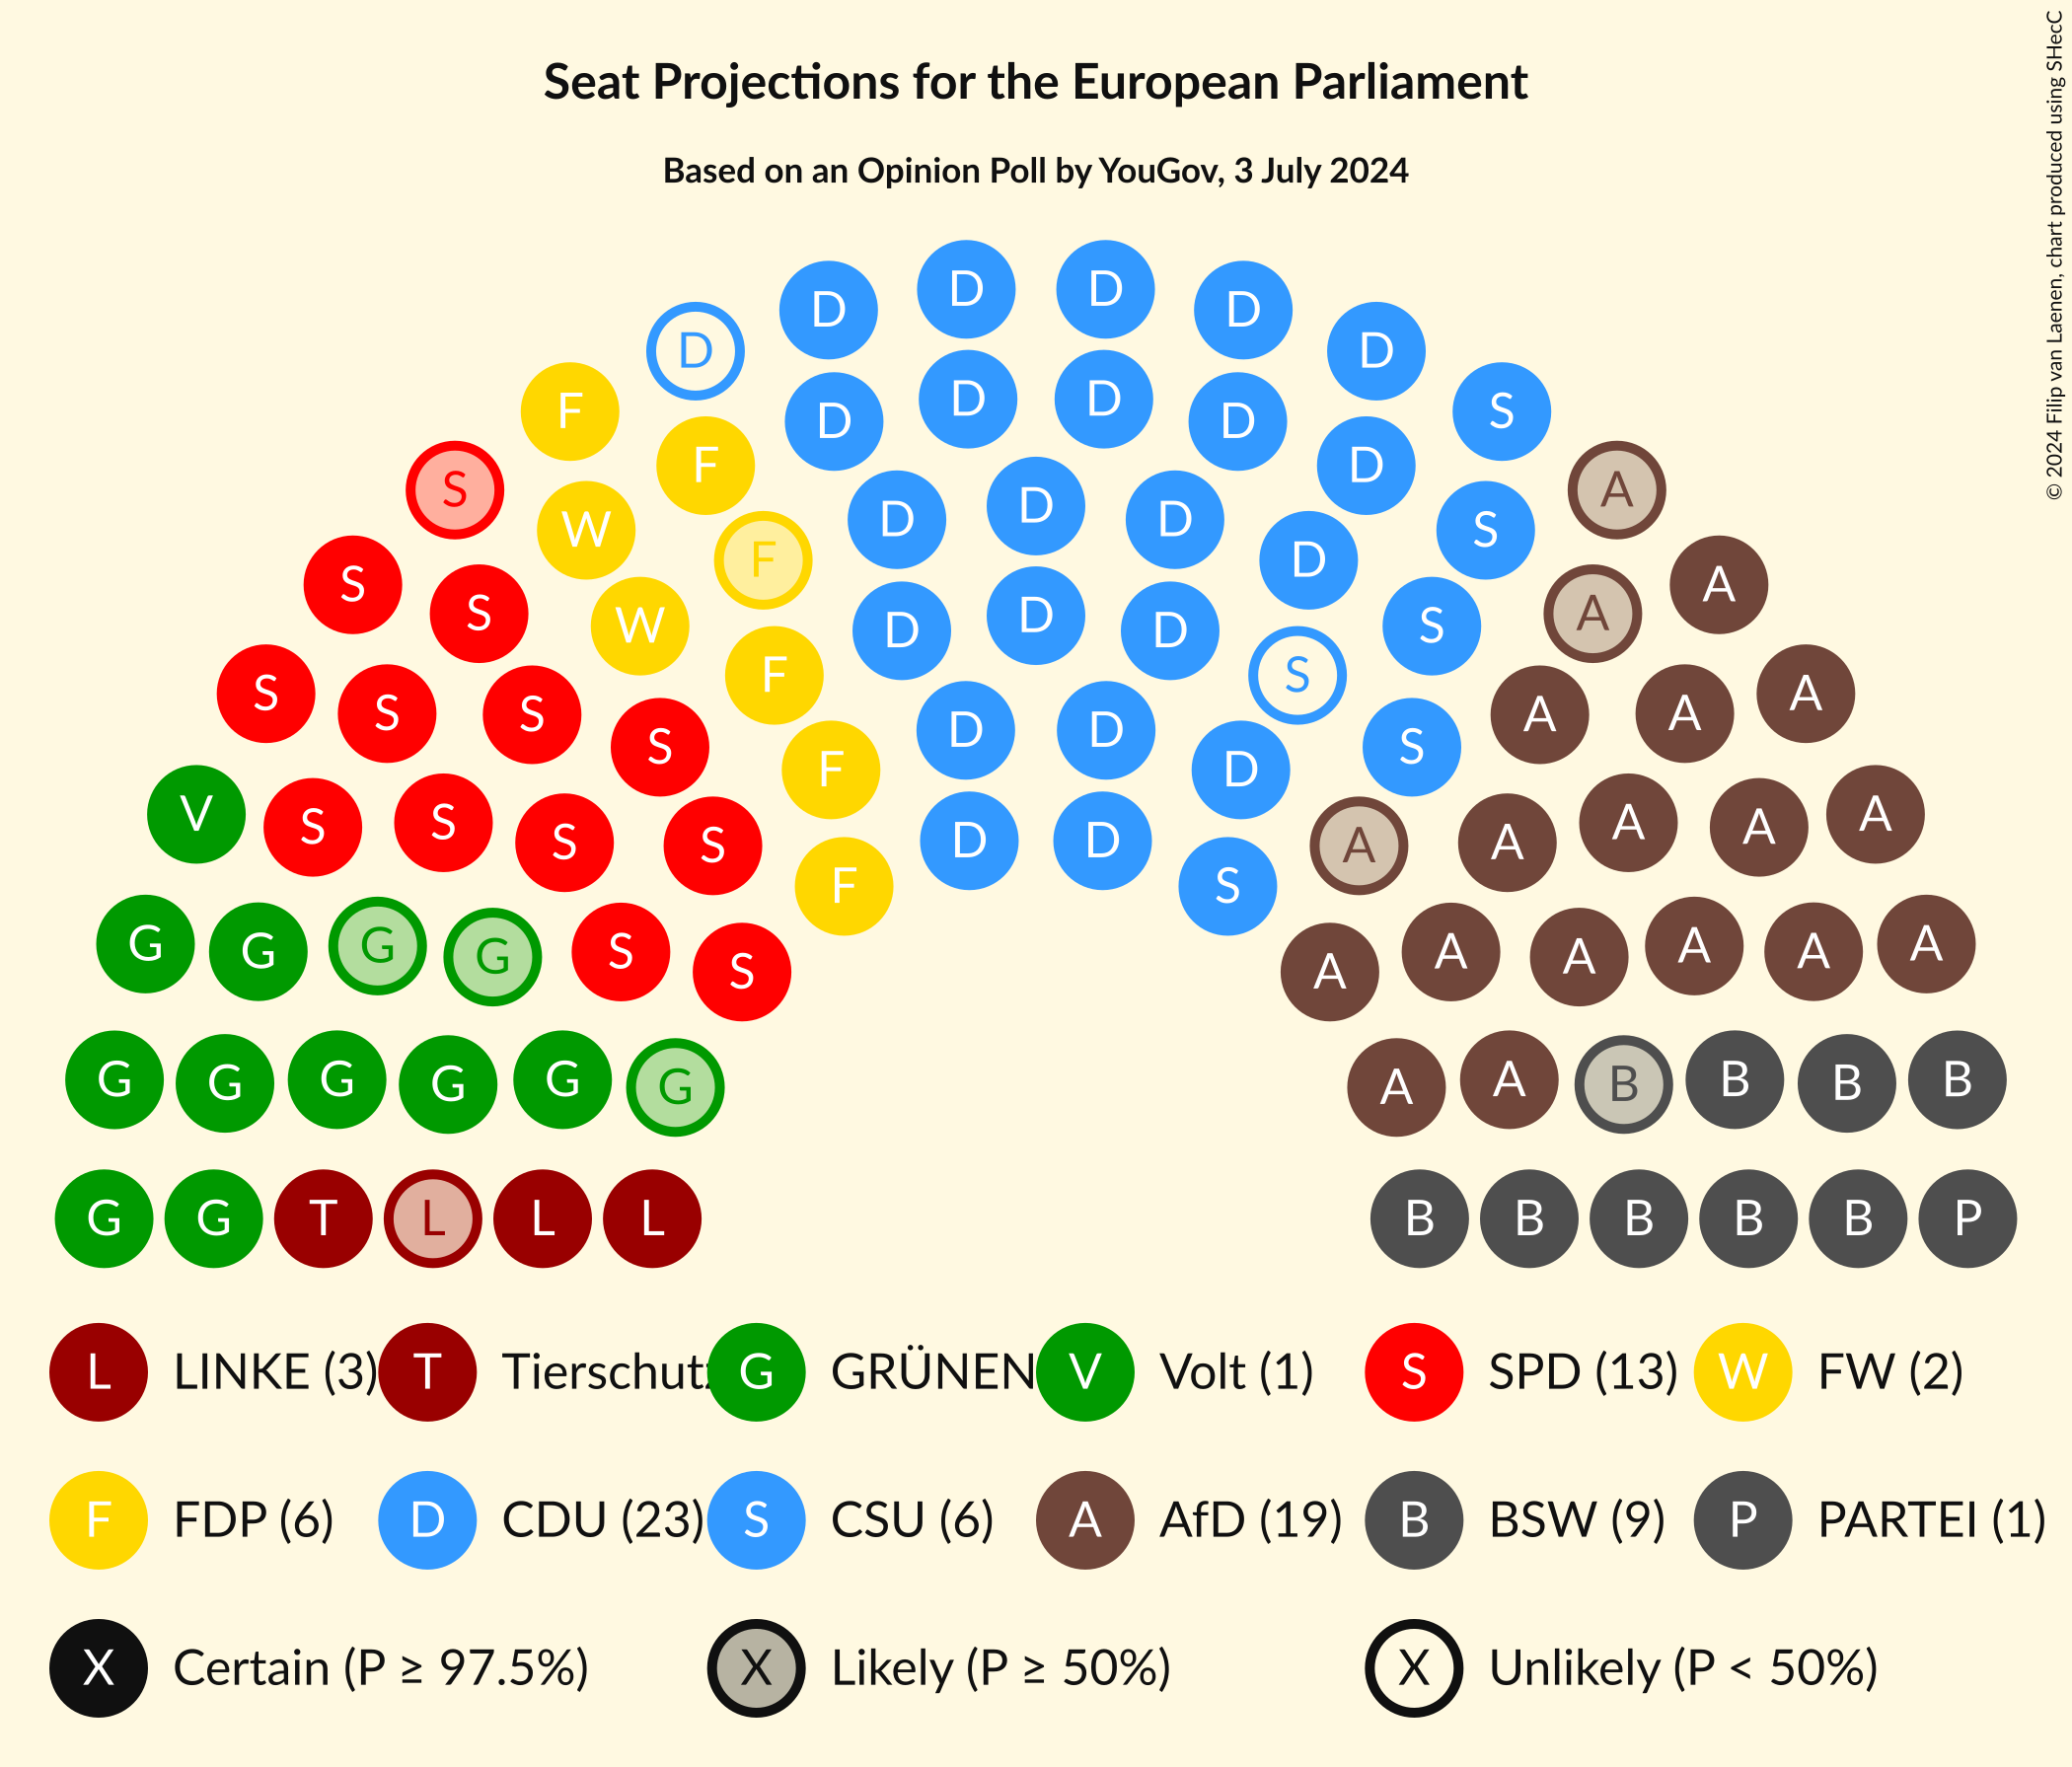 Seat Projections for the European Parliament
Based on an Opinion Poll by YouGov, 3 July 2024
© 2024 Filip van Laenen, chart produced using SHecC
D D D D
D D
F D D D D S
F D
S W D A
F D D D S
S S W D A A
F D D D S S
S S S S D D D S A A A
V S S S S F D D S A A A A A
G G G G S S A A A A A A
G G G G G G A A B B B B
G G T L L L B B B B B P
L LINKE (3) T Tierschutz G GRÜNEN V Volt (1) S SPD (13) W FW (2)
F FDP (6) D CDU (23) S CSU (6) A AfD (19) B BSW (9) P PARTEI (1)
X Certain (P ≥ 97.5%) X Likely (P ≥ 50%) X Unlikely (P < 50%)